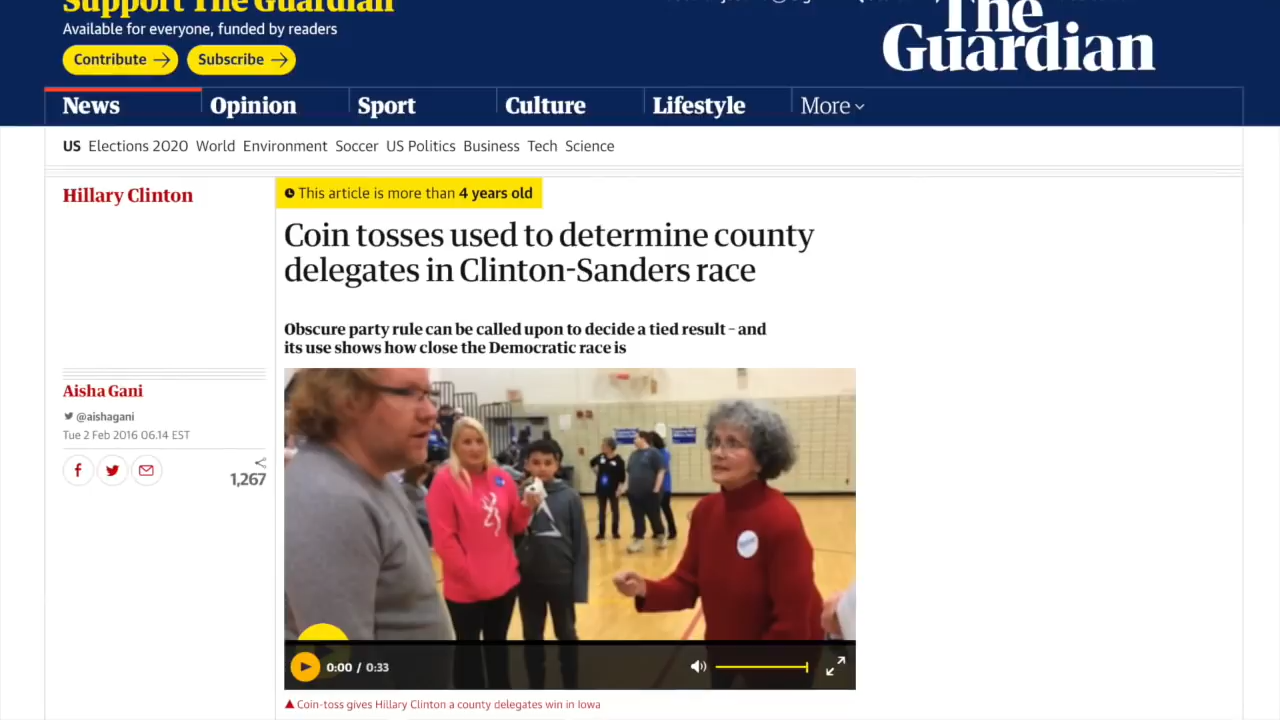 Support The Guardian
Available for everyone, funded by readers
Contribute → Subscribe →
The
Guardian
News Opinion Sport Culture Lifestyle More
US Elections 2020 World Environment Soccer US Politics Business Tech Science
Hillary Clinton
This article is more than 4 years old
Coin tosses used to determine county
delegates in Clinton-Sanders race
Obscure party rule can be called upon to decide a tied result – and
its use shows how close the Democratic race is
Aisha Gani
@aishagani
Tue 2 Feb 2016 06.14 EST
1,267
0:00 / 0:33
Coin-toss gives Hillary Clinton a county delegates win in Iowa